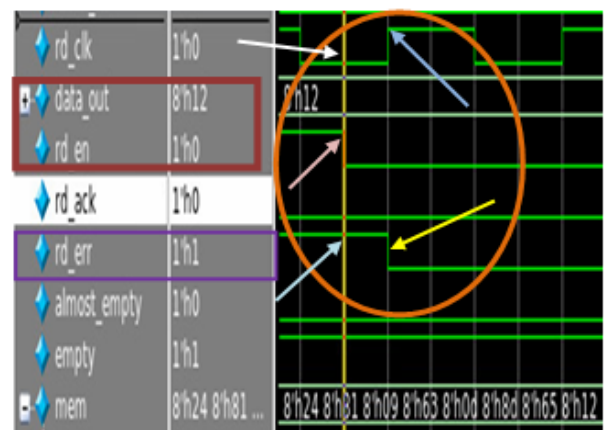 rd_clk 1'h0
data_out 8'h12 8'h12
rd_en 1'h0
rd_ack 1'h0
rd_err 1'h1
almost_empty 1'h0
empty 1'h1
mem 8'h24 8'h81 ... 8'h24 8'h81 8'h09 8'h63 8'h0d 8'h8d 8'h65 8'h12